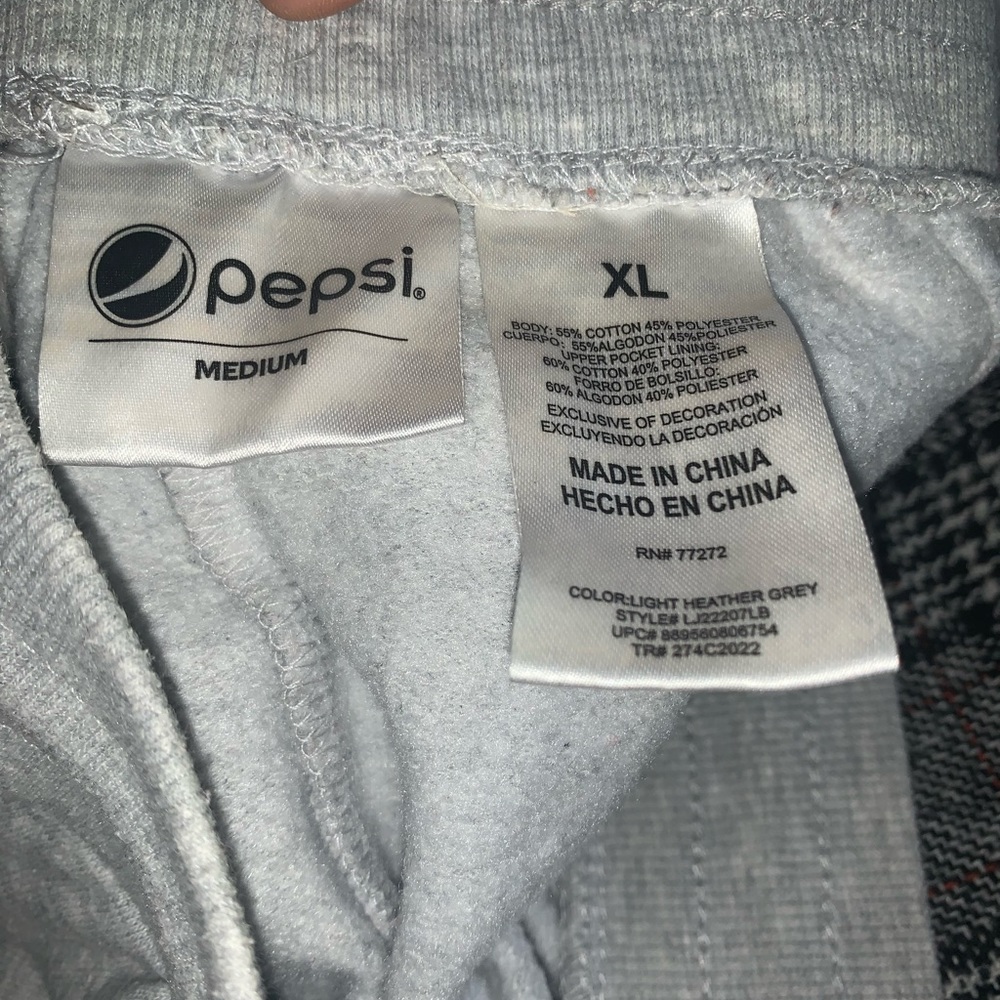 pepsi®
MEDIUM
XL
BODY: 55% COTTON 45% POLYESTER
CUERPO: 55%ALGODON 45%POLIESTER
UPPER POCKET LINING:
60% COTTON 40% POLYESTER
FORRO DE BOLSILLO:
60% ALGODON 40% POLIESTER
EXCLUSIVE OF DECORATION
EXCLUYENDO LA DECORACIÓN
MADE IN CHINA
HECHO EN CHINA
RN# 77272
COLOR:LIGHT HEATHER GREY
STYLE# LJ22207LB
UPC# 889560806754
TR# 274C2022